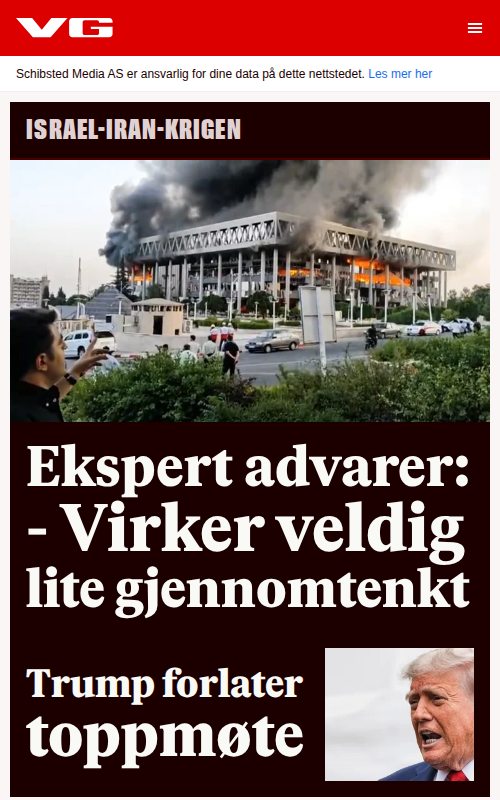 VG
Schibsted Media AS er ansvarlig for dine data på dette nettstedet. Les mer her
ISRAEL-IRAN-KRIGEN
Ekspert advarer:
- Virker veldig
lite gjennomtenkt
Trump forlater
toppmøte